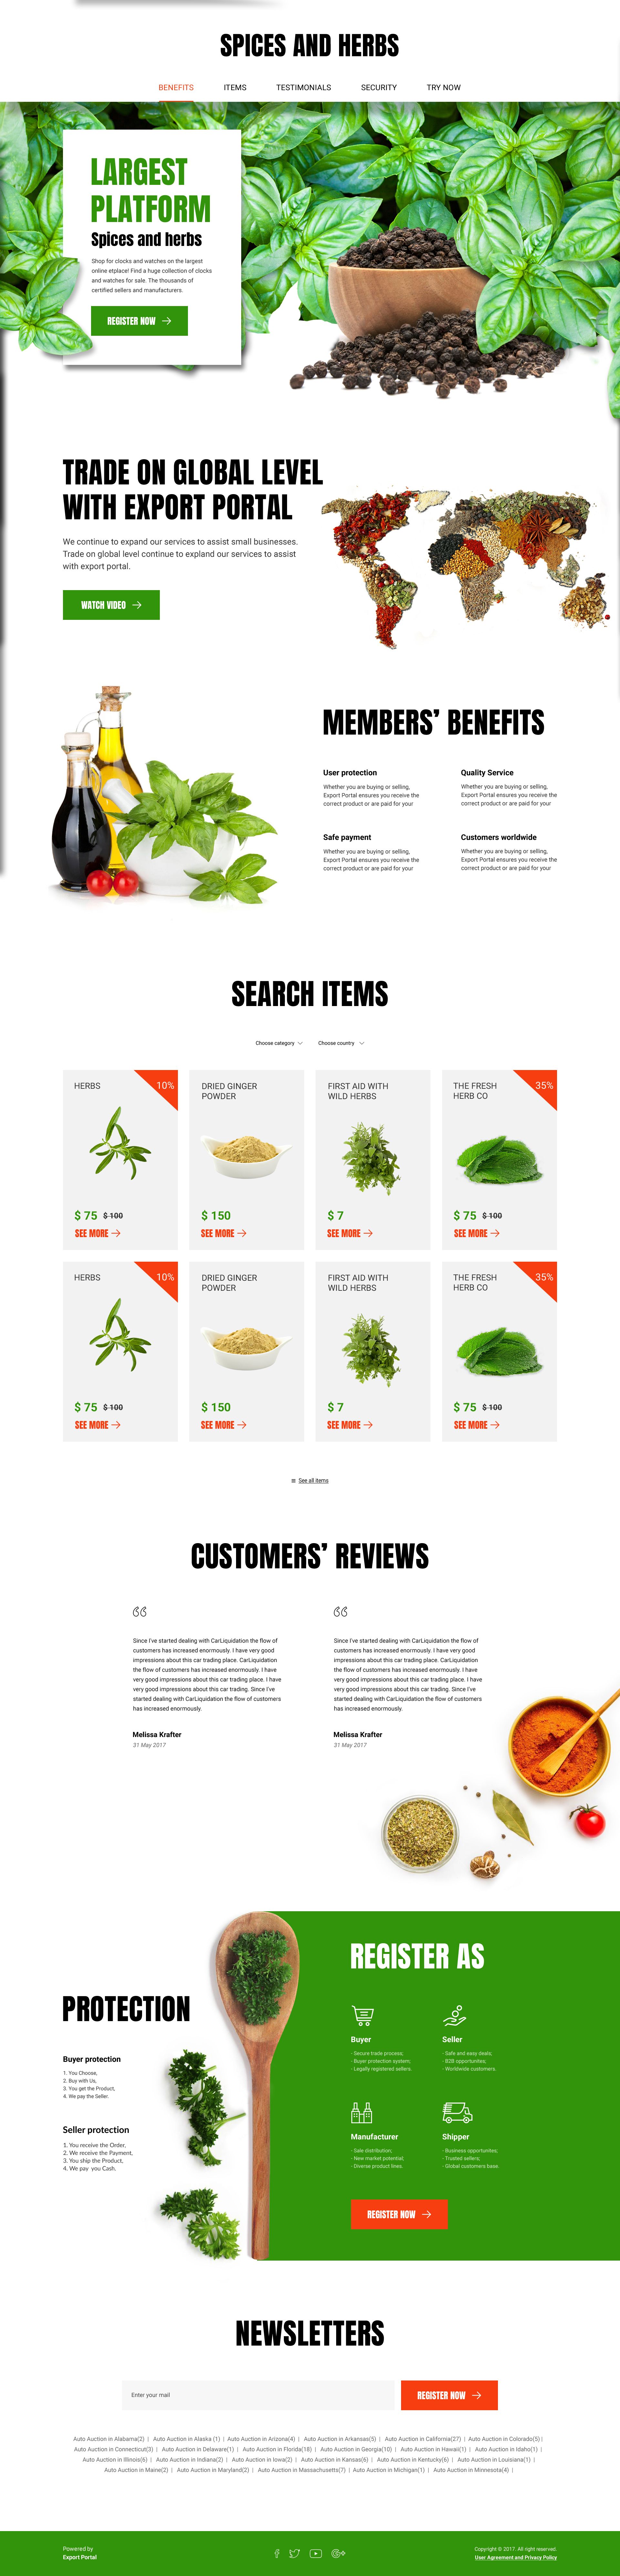 SPICES AND HERBS
BENEFITS ITEMS TESTIMONIALS SECURITY TRY NOW
LARGEST
PLATFORM
Spices and herbs
Shop for clocks and watches on the largest
online etplace! Find a huge collection of clocks
and watches for sale. The thousands of
certified sellers and manufacturers.
REGISTER NOW
TRADE ON GLOBAL LEVEL
WITH EXPORT PORTAL
We continue to expand our services to assist small businesses.
Trade on global level continue to expland our services to assist
with export portal.
WATCH VIDEO
MEMBERS’ BENEFITS
User protection
Whether you are buying or selling,
Export Portal ensures you receive the
correct product or are paid for your
Quality Service
Whether you are buying or selling,
Export Portal ensures you receive the
correct product or are paid for your
Safe payment
Whether you are buying or selling,
Export Portal ensures you receive the
correct product or are paid for your
Customers worldwide
Whether you are buying or selling,
Export Portal ensures you receive the
correct product or are paid for your
SEARCH ITEMS
Choose category Choose country
HERBS
10%
$ 75 $ 100
SEE MORE
DRIED GINGER
POWDER
$ 150
SEE MORE
FIRST AID WITH
WILD HERBS
$ 7
SEE MORE
THE FRESH
HERB CO
35%
$ 75 $ 100
SEE MORE
HERBS
10%
$ 75 $ 100
SEE MORE
DRIED GINGER
POWDER
$ 150
SEE MORE
FIRST AID WITH
WILD HERBS
$ 7
SEE MORE
THE FRESH
HERB CO
35%
$ 75 $ 100
SEE MORE
See all items
CUSTOMERS’ REVIEWS
Since I've started dealing with CarLiquidation the flow of
customers has increased enormously. I have very good
impressions about this car trading place. CarLiquidation
the flow of customers has increased enormously. I have
very good impressions about this car trading place. I have
very good impressions about this car trading. Since I've
started dealing with CarLiquidation the flow of customers
has increased enormously.
Melissa Krafter
31 May 2017
Since I've started dealing with CarLiquidation the flow of
customers has increased enormously. I have very good
impressions about this car trading place. CarLiquidation
the flow of customers has increased enormously. I have
very good impressions about this car trading place. I have
very good impressions about this car trading. Since I've
started dealing with CarLiquidation the flow of customers
has increased enormously.
Melissa Krafter
31 May 2017
PROTECTION
Buyer protection
1. You Choose,
2. Buy with Us,
3. You get the Product,
4. We pay the Seller.
Seller protection
1. You receive the Order,
2. We receive the Payment,
3. You ship the Product,
4. We pay you Cash.
REGISTER AS
Buyer
- Secure trade process;
- Buyer protection system;
- Legally registered sellers.
Seller
- Safe and easy deals;
- B2B opportunities;
- Worldwide customers.
Manufacturer
- Sale distribution;
- New market potential;
- Diverse product lines.
Shipper
- Business opportunities;
- Trusted sellers;
- Global customers base.
REGISTER NOW
NEWSLETTERS
Enter your mail
REGISTER NOW
Auto Auction in Alabama(2) | Auto Auction in Alaska (1) | Auto Auction in Arizona(4) | Auto Auction in Arkansas(5) | Auto Auction in California(27) | Auto Auction in Colorado(5) |
Auto Auction in Connecticut(3) | Auto Auction in Delaware(1) | Auto Auction in Florida(18) | Auto Auction in Georgia(10) | Auto Auction in Hawaii(1) | Auto Auction in Idaho(1) |
Auto Auction in Illinois(6) | Auto Auction in Indiana(2) | Auto Auction in Iowa(2) | Auto Auction in Kansas(6) | Auto Auction in Kentucky(6) | Auto Auction in Louisiana(1) |
Auto Auction in Maine(2) | Auto Auction in Maryland(2) | Auto Auction in Massachusetts(7) | Auto Auction in Michigan(1) | Auto Auction in Minnesota(4) |
Powered by
Export Portal
Copyright © 2017. All right reserved.
User Agreement and Privacy Policy